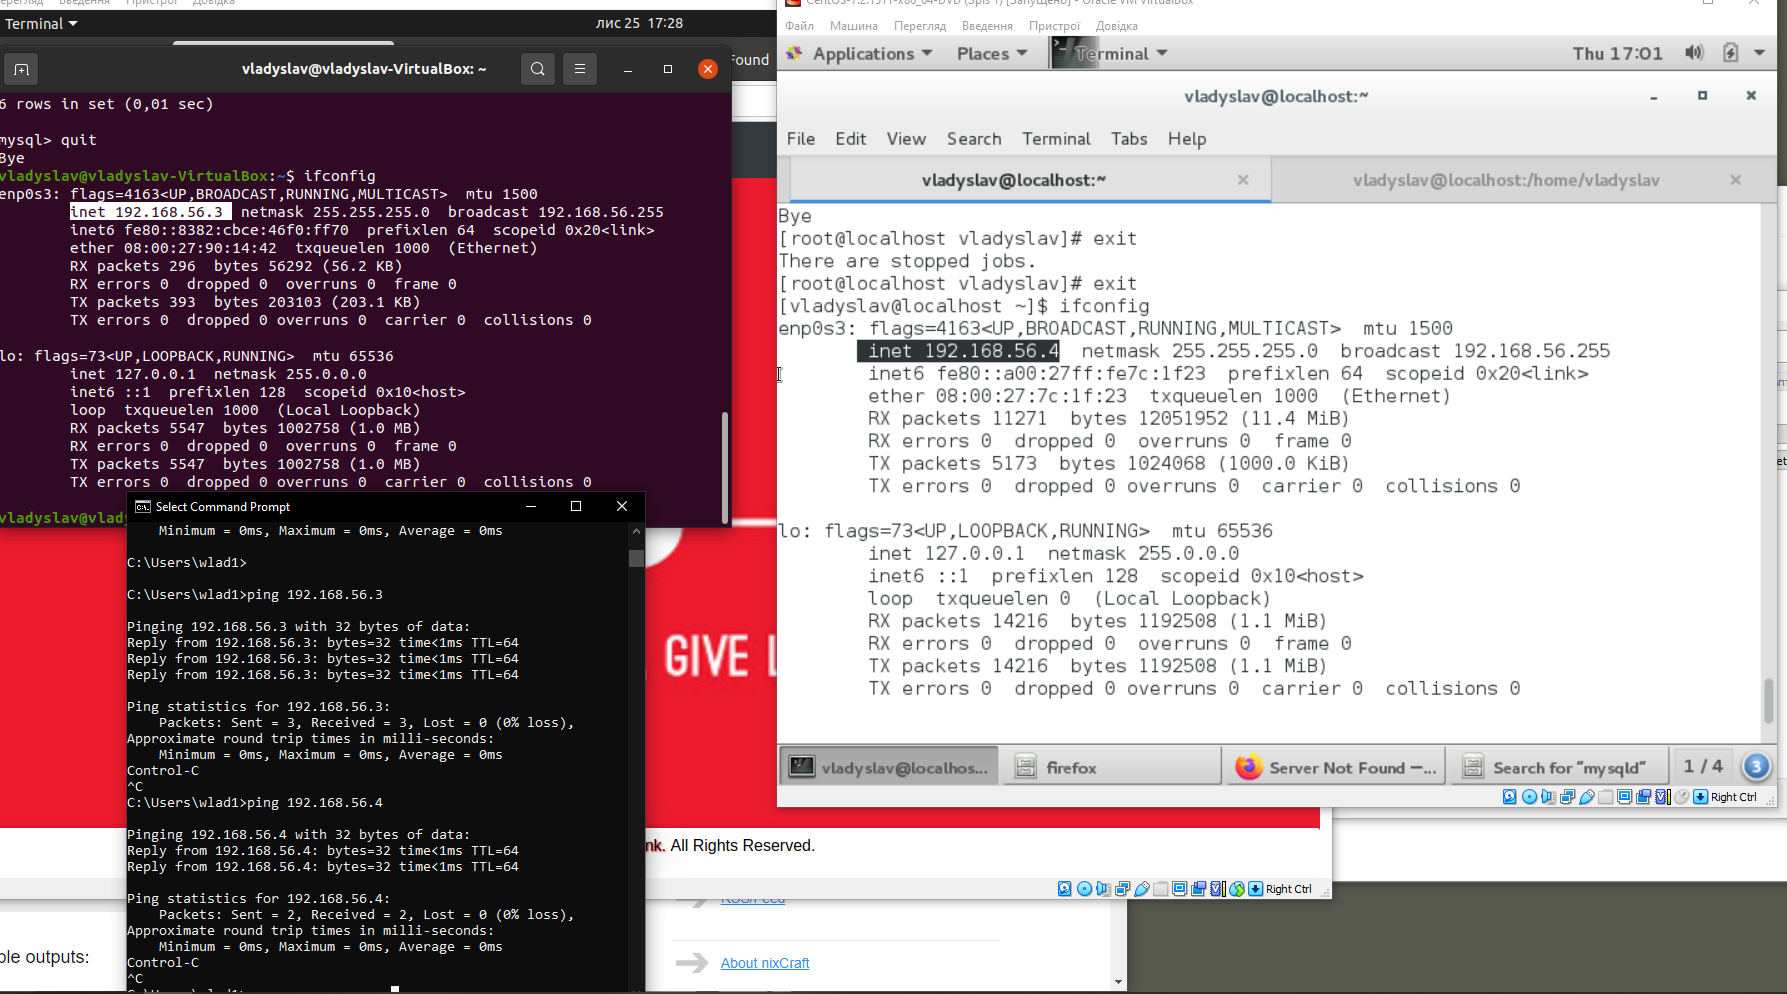 Terminal
лис 25 17:28
Found
vladyslav@vladyslav-VirtualBox: ~
6 rows in set (0,01 sec)
mysql> quit
Bye
vladyslav@vladyslav-VirtualBox:~$ ifconfig
enp0s3: flags=4163<UP,BROADCAST,RUNNING,MULTICAST> mtu 1500
inet 192.168.56.3 netmask 255.255.255.0 broadcast 192.168.56.255
inet6 fe80::8382:cbce:46f0:ff70 prefixlen 64 scopeid 0x20<link>
ether 08:00:27:90:14:42 txqueuelen 1000 (Ethernet)
RX packets 296 bytes 56292 (56.2 KB)
RX errors 0 dropped 0 overruns 0 frame 0
TX packets 393 bytes 203103 (203.1 KB)
TX errors 0 dropped 0 overruns 0 carrier 0 collisions 0
lo: flags=73<UP,LOOPBACK,RUNNING> mtu 65536
inet 127.0.0.1 netmask 255.0.0.0
inet6 ::1 prefixlen 128 scopeid 0x10<host>
loop txqueuelen 1000 (Local Loopback)
RX packets 5547 bytes 1002758 (1.0 MB)
RX errors 0 dropped 0 overruns 0 frame 0
TX packets 5547 bytes 1002758 (1.0 MB)
TX errors 0 dropped 0 overruns 0 carrier 0 collisions 0
vladyslav@vlad
Select Command Prompt
Minimum = 0ms, Maximum = 0ms, Average = 0ms
C:\Users\wlad1>
C:\Users\wlad1>ping 192.168.56.3
Pinging 192.168.56.3 with 32 bytes of data:
Reply from 192.168.56.3: bytes=32 time<1ms TTL=64
Reply from 192.168.56.3: bytes=32 time<1ms TTL=64
Reply from 192.168.56.3: bytes=32 time<1ms TTL=64
Ping statistics for 192.168.56.3:
Packets: Sent = 3, Received = 3, Lost = 0 (0% loss),
Approximate round trip times in milli-seconds:
Minimum = 0ms, Maximum = 0ms, Average = 0ms
Control-C
^C
C:\Users\wlad1>ping 192.168.56.4
Pinging 192.168.56.4 with 32 bytes of data:
Reply from 192.168.56.4: bytes=32 time<1ms TTL=64
Reply from 192.168.56.4: bytes=32 time<1ms TTL=64
Ping statistics for 192.168.56.4:
Packets: Sent = 2, Received = 2, Lost = 0 (0% loss),
Approximate round trip times in milli-seconds:
Minimum = 0ms, Maximum = 0ms, Average = 0ms
Control-C
^C
GIVE L
nk. All Rights Reserved.
Right Ctrl
ble outputs:
RSS/Feed
About nixCraft
Файл Машина Перегляд Введення Пристрої Довідка
Applications Places Terminal Thu 17:01
vladyslav@localhost:~
File Edit View Search Terminal Tabs Help
vladyslav@localhost:~ vladyslav@localhost:/home/vladyslav
Bye
[root@localhost vladyslav]# exit
There are stopped jobs.
[root@localhost vladyslav]# exit
[vladyslav@localhost ~]$ ifconfig
enp0s3: flags=4163<UP,BROADCAST,RUNNING,MULTICAST> mtu 1500
inet 192.168.56.4 netmask 255.255.255.0 broadcast 192.168.56.255
inet6 fe80::a00:27ff:fe7c:1f23 prefixlen 64 scopeid 0x20<link>
ether 08:00:27:7c:1f:23 txqueuelen 1000 (Ethernet)
RX packets 11271 bytes 12051952 (11.4 MiB)
RX errors 0 dropped 0 overruns 0 frame 0
TX packets 5173 bytes 1024068 (1000.0 KiB)
TX errors 0 dropped 0 overruns 0 carrier 0 collisions 0
lo: flags=73<UP,LOOPBACK,RUNNING> mtu 65536
inet 127.0.0.1 netmask 255.0.0.0
inet6 ::1 prefixlen 128 scopeid 0x10<host>
loop txqueuelen 0 (Local Loopback)
RX packets 14216 bytes 1192508 (1.1 MiB)
RX errors 0 dropped 0 overruns 0 frame 0
TX packets 14216 bytes 1192508 (1.1 MiB)
TX errors 0 dropped 0 overruns 0 carrier 0 collisions 0
vladyslav@localhos... firefox Server Not Found —... Search for "mysqld" 1 / 4 3
Right Ctrl